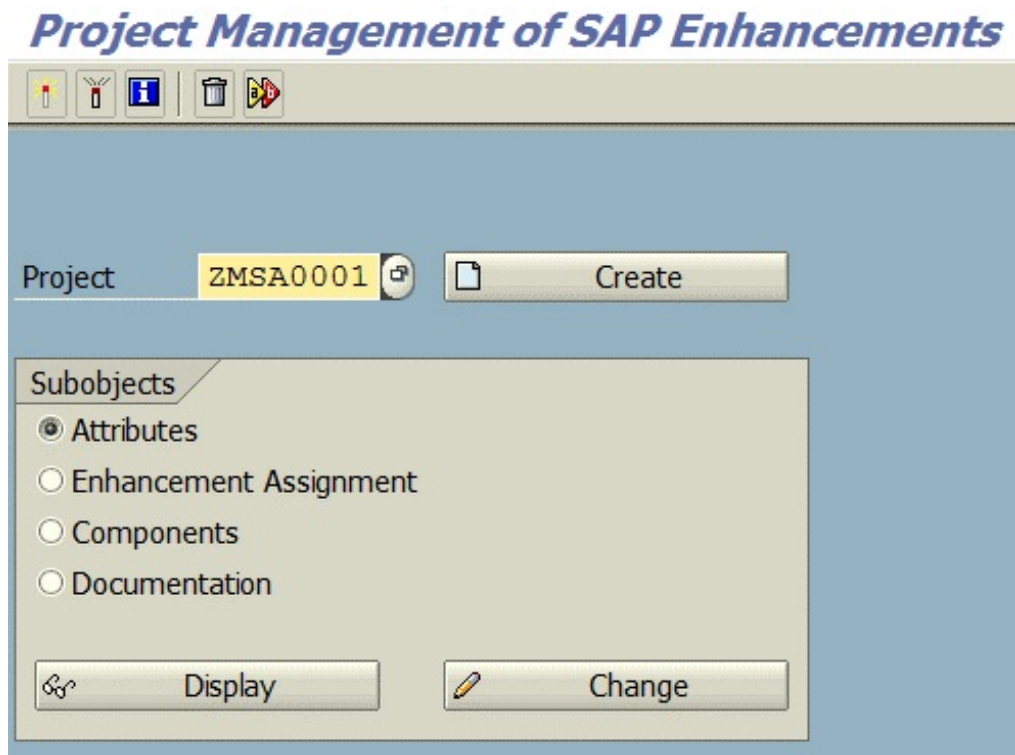 Project Management of SAP Enhancements
Project ZMSA0001 Create
Subobjects
Attributes
Enhancement Assignment
Components
Documentation
Display Change